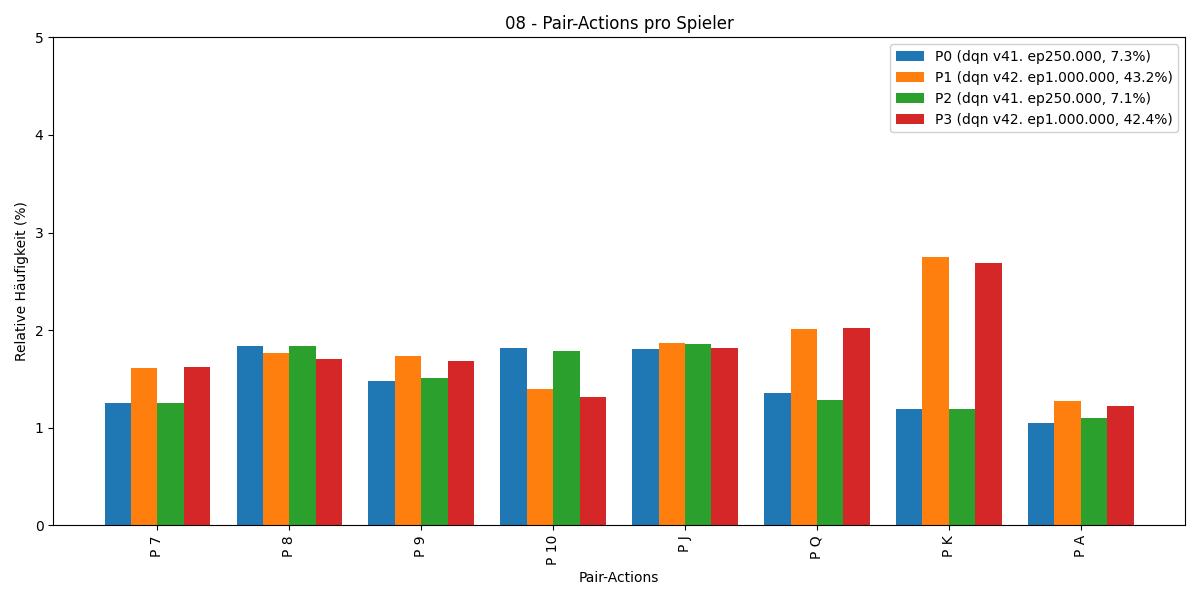 08 - Pair-Actions pro Spieler
P0 (dqn v41. ep250.000, 7.3%)
P1 (dqn v42. ep1.000.000, 43.2%)
P2 (dqn v41. ep250.000, 7.1%)
P3 (dqn v42. ep1.000.000, 42.4%)
Relative Häufigkeit (%)
5
4
3
2
1
0
P 7
P 8
P 9
P 10
P J
P Q
P K
P A
Pair-Actions